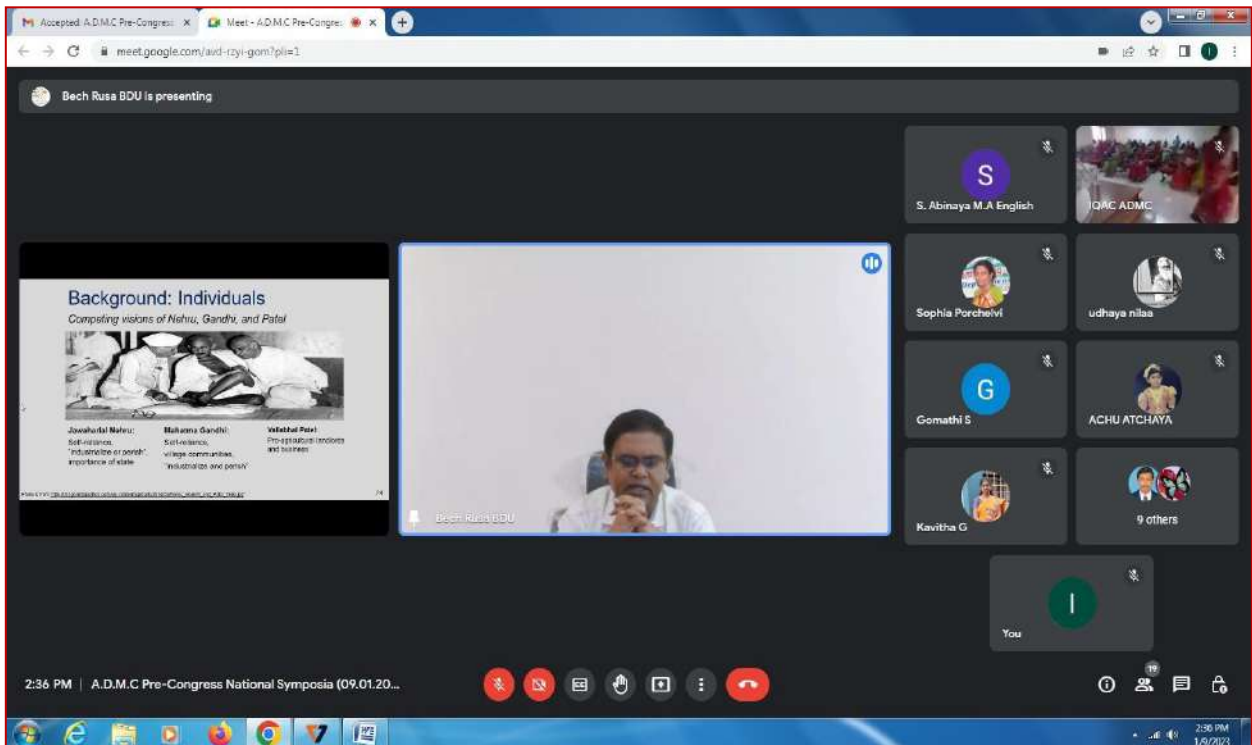 Accepted: A.D.M.C Pre-Congress
Meet - A.D.M.C Pre-Congre
meet.google.com/avd-rzyi-gom?pli=1
I
Bech Rusa BDU is presenting
S
S. Abinaya M.A English
IQAC ADMC
Background: Individuals
Competing visions of Nehru, Gandhi, and Patel
Jawaharlal Nehru:
Self-reliance,
"industrialize or perish",
importance of state
Mahatma Gandhi:
Self-reliance,
village communities,
"industrialize and perish"
Vallabhai Patel:
Pro-agricultural landlords
and business
24
Bech Rusa BDU
Sophia Porchelvi
udhaya nilaa
G
Gomathi S
ACHU ATCHAYA
Kavitha G
9 others
I
You
2:36 PM | A.D.M.C Pre-Congress National Symposia (09.01.20...
19
2:36 PM
1/9/2023